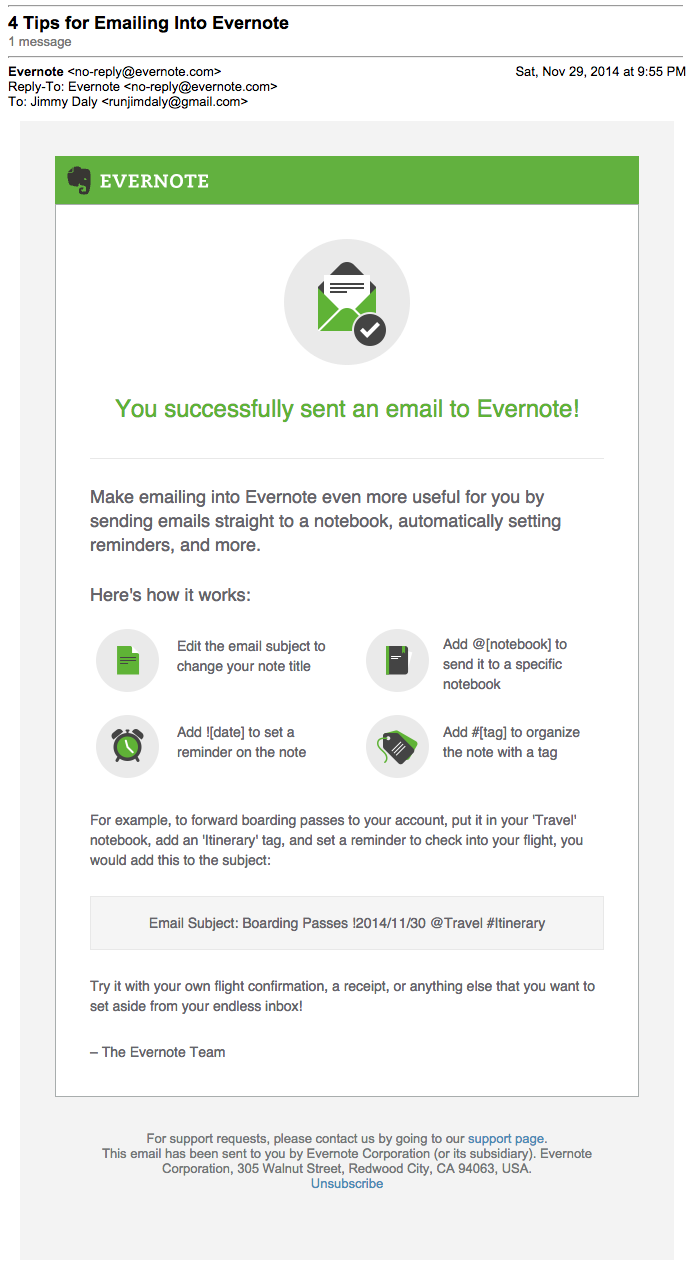 4 Tips for Emailing Into Evernote
1 message
Evernote <no-reply@evernote.com> Sat, Nov 29, 2014 at 9:55 PM
Reply-To: Evernote <no-reply@evernote.com>
To: Jimmy Daly <runjimdaly@gmail.com>
EVERNOTE
You successfully sent an email to Evernote!
Make emailing into Evernote even more useful for you by
sending emails straight to a notebook, automatically setting
reminders, and more.
Here's how it works:
Edit the email subject to
change your note title
Add @[notebook] to
send it to a specific
notebook
Add ![date] to set a
reminder on the note
Add #[tag] to organize
the note with a tag
For example, to forward boarding passes to your account, put it in your 'Travel'
notebook, add an 'Itinerary' tag, and set a reminder to check into your flight, you
would add this to the subject:
Email Subject: Boarding Passes !2014/11/30 @Travel #Itinerary
Try it with your own flight confirmation, a receipt, or anything else that you want to
set aside from your endless inbox!
– The Evernote Team
For support requests, please contact us by going to our support page.
This email has been sent to you by Evernote Corporation (or its subsidiary). Evernote
Corporation, 305 Walnut Street, Redwood City, CA 94063, USA.
Unsubscribe